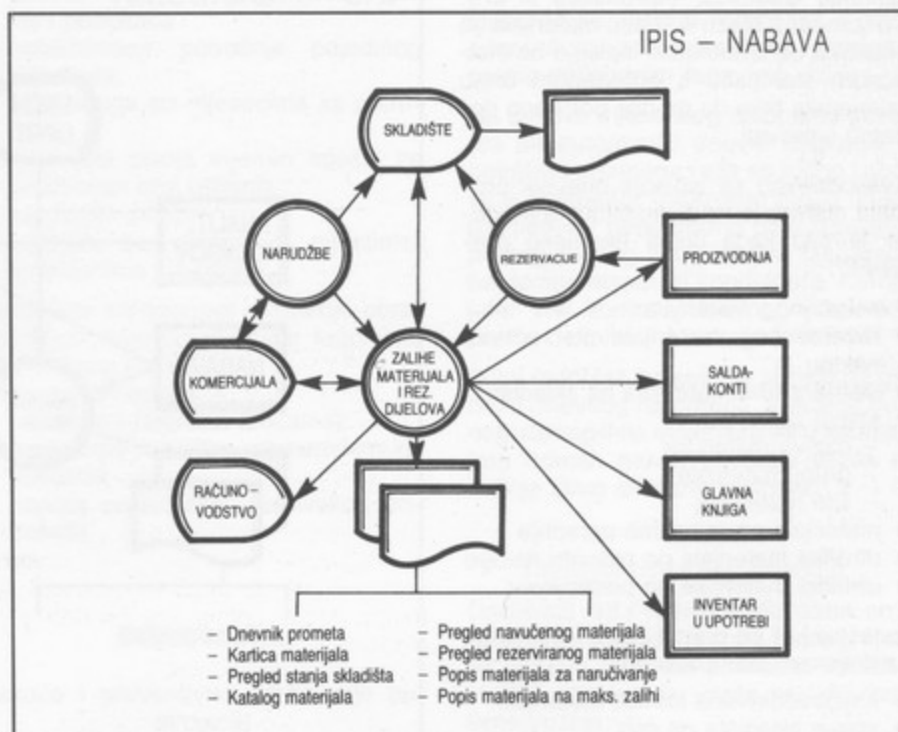 IPIS – NABAVA
SKLADIŠTE
NARUDŽBE
REZERVACIJE
PROIZVODNJA
KOMERCIJALA
ZALIHE
MATERIJALA
I REZ.
DIJELOVA
SALDA-
KONTI
RAČUNO-
VODSTVO
GLAVNA
KNJIGA
INVENTAR
U UPOTREBI
– Dnevnik prometa
– Kartica materijala
– Pregled stanja skladišta
– Katalog materijala
– Pregled navučenog materijala
– Pregled rezerviranog materijala
– Popis materijala za naručivanje
– Popis materijala na maks. zalihi